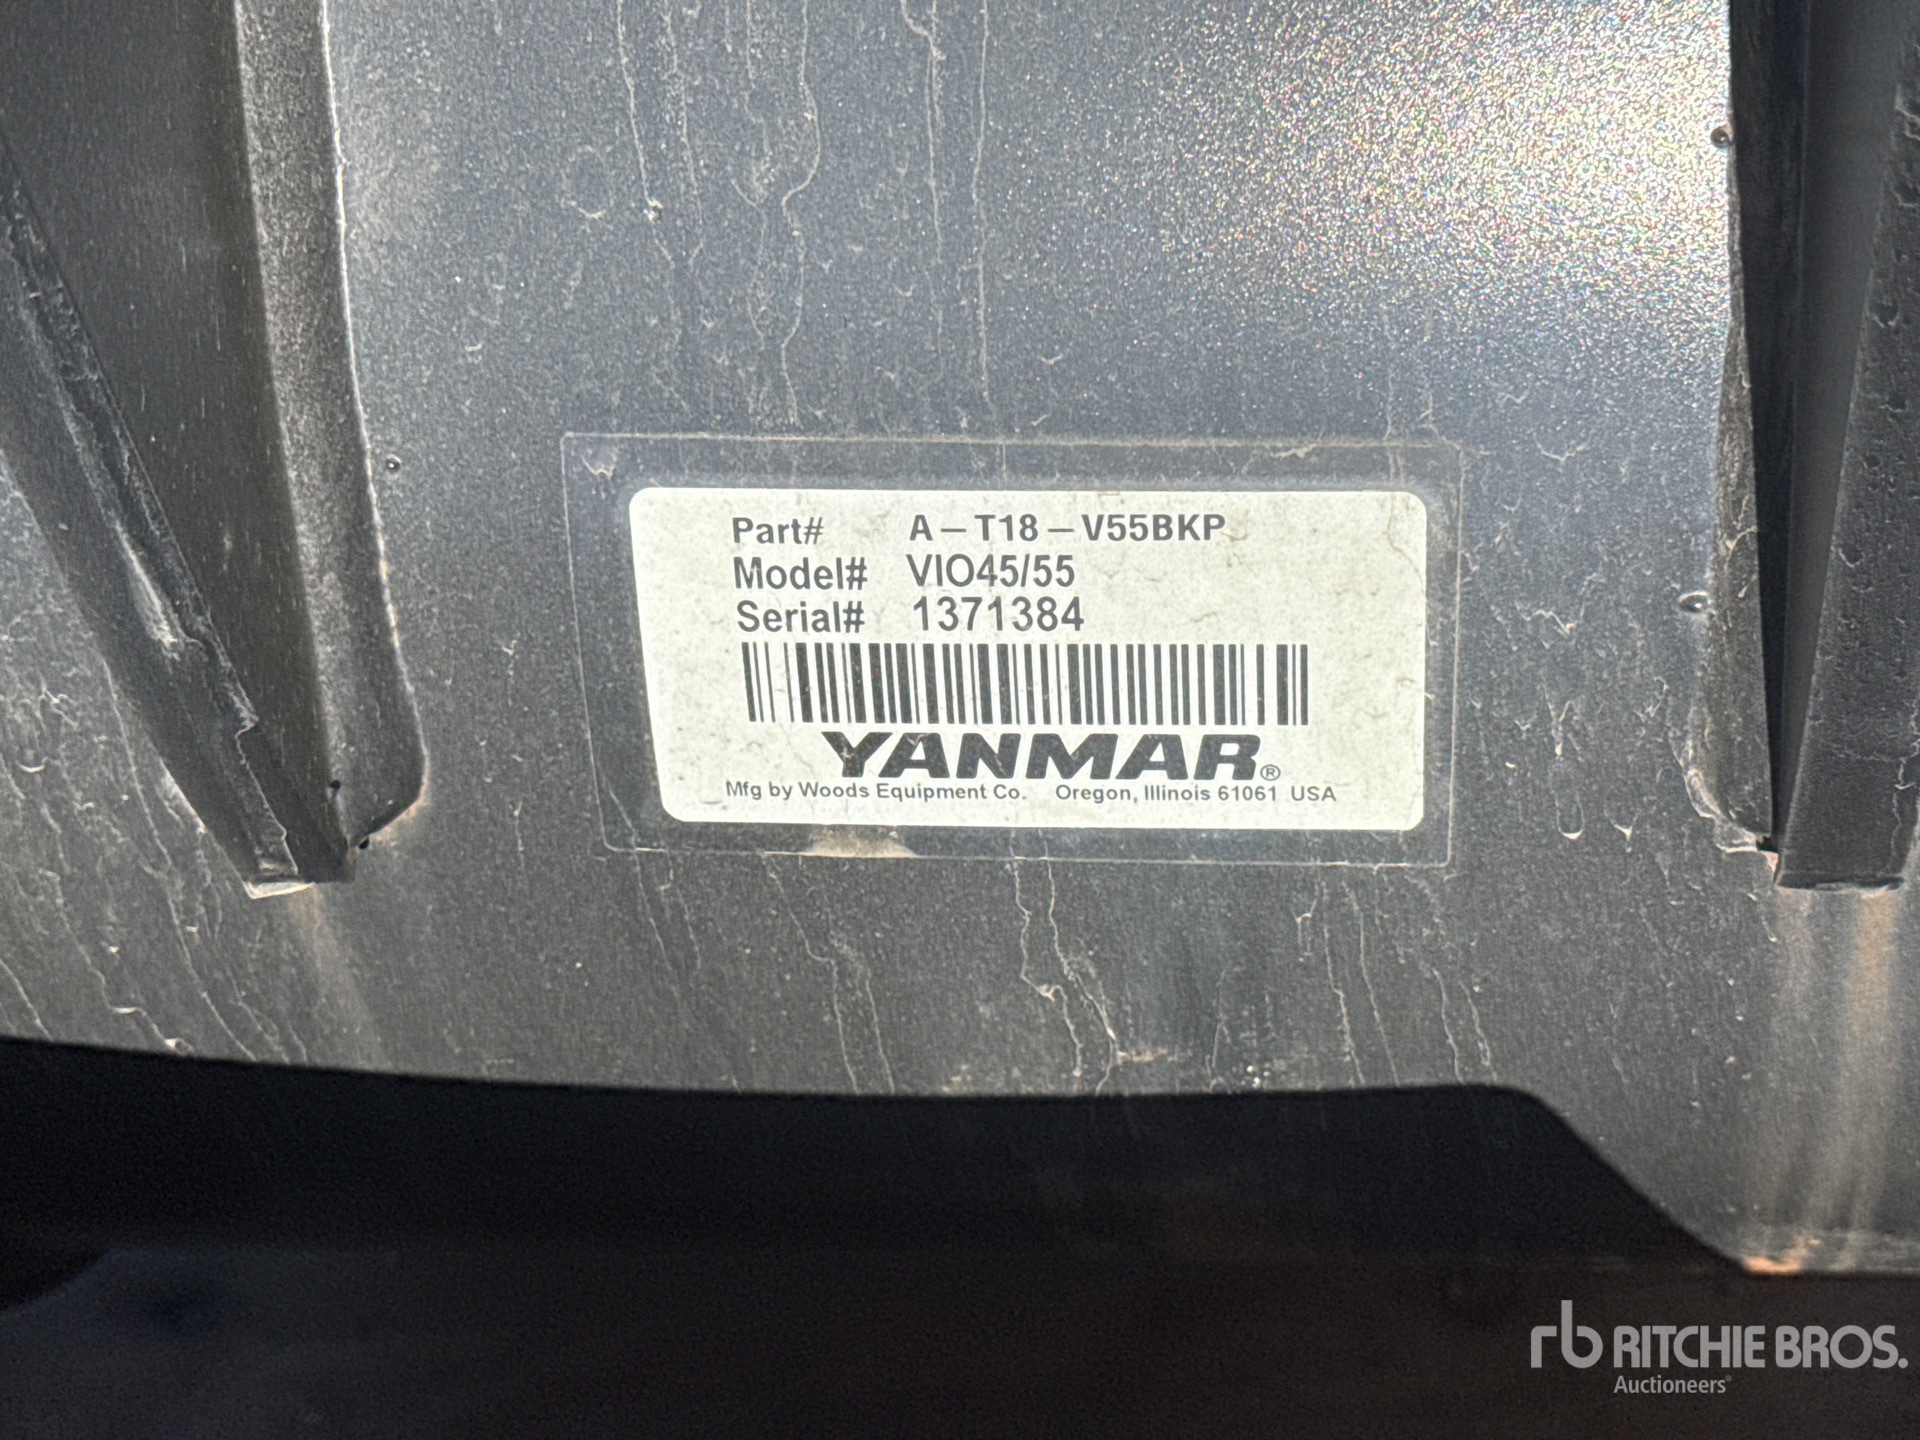 Part# A–T18–V55BKP
Model# VIO45/55
Serial# 1371384
YANMAR®
Mfg by Woods Equipment Co. Oregon, Illinois 61061 USA
rb RITCHIE BROS.
Auctioneers®